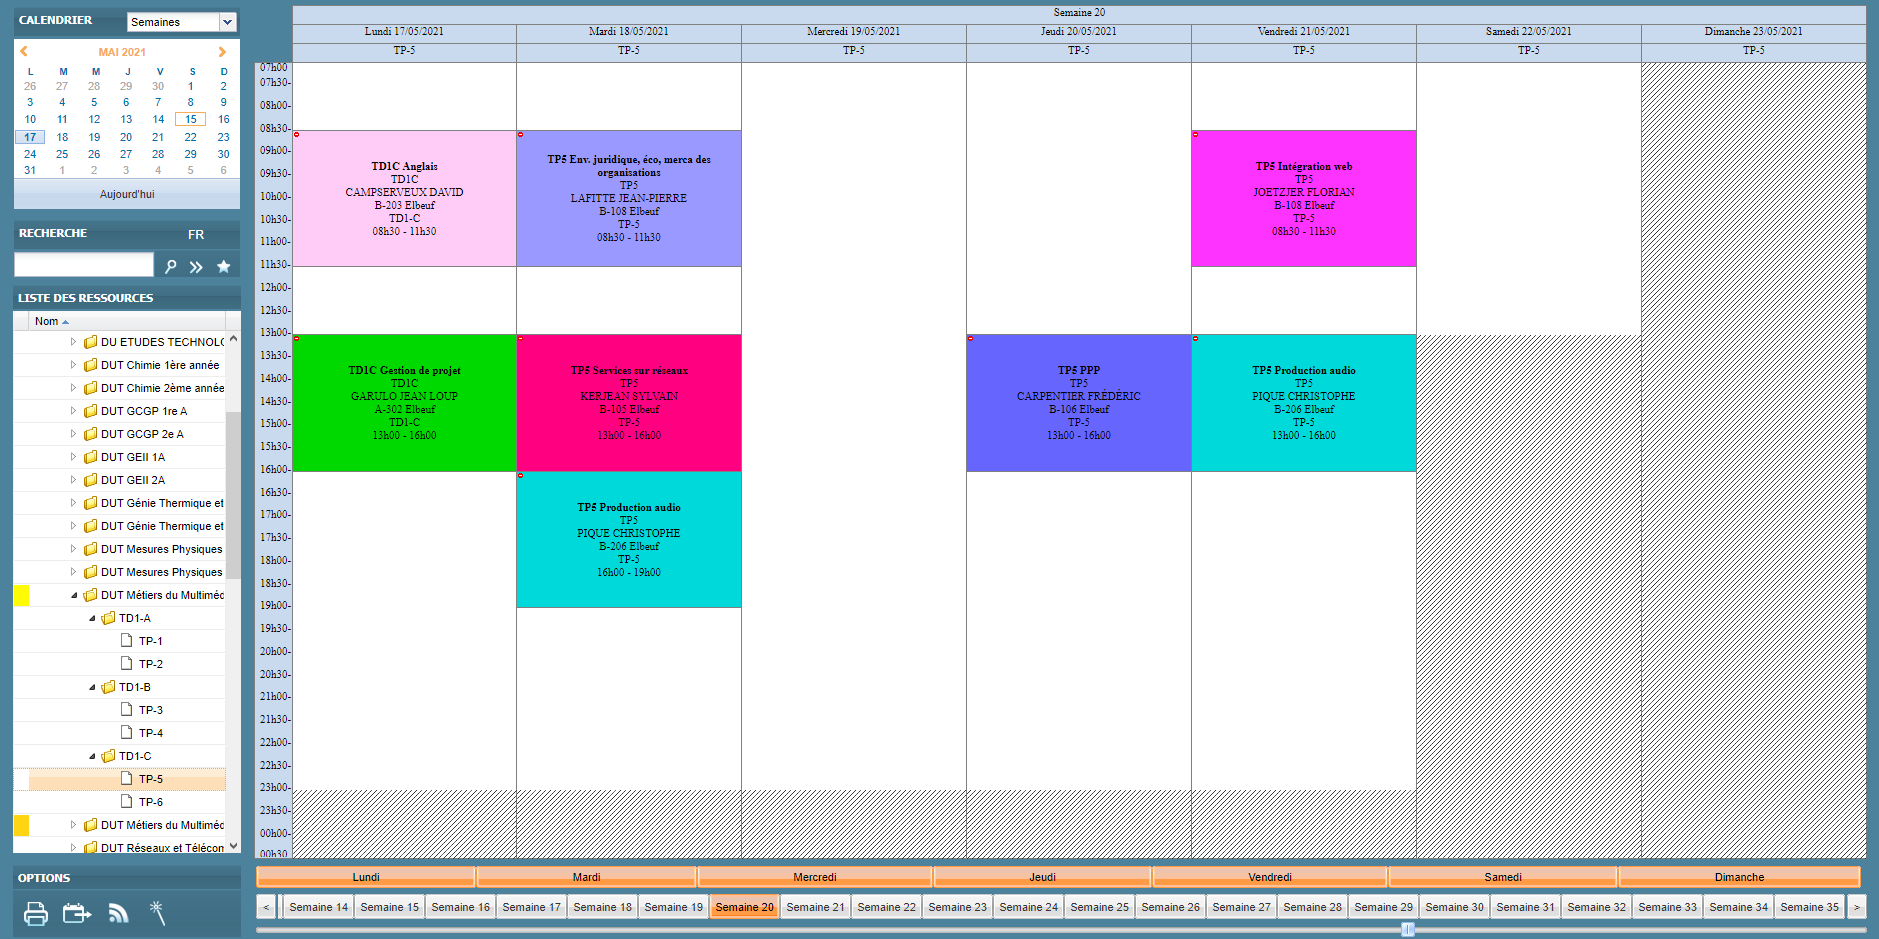 CALENDRIER
Semaines
MAI 2021
L M M J V S D
26 27 28 29 30 1 2
3 4 5 6 7 8 9
10 11 12 13 14 15 16
17 18 19 20 21 22 23
24 25 26 27 28 29 30
31 1 2 3 4 5 6
Aujourd'hui
RECHERCHE FR
LISTE DES RESSOURCES
Nom
DU ETUDES TECHNOLO
DUT Chimie 1ère année
DUT Chimie 2ème année
DUT GCGP 1re A
DUT GCGP 2e A
DUT GEII 1A
DUT GEII 2A
DUT Génie Thermique et
DUT Génie Thermique et
DUT Mesures Physiques
DUT Mesures Physiques
DUT Métiers du Multiméd
TD1-A
TP-1
TP-2
TD1-B
TP-3
TP-4
TD1-C
TP-5
TP-6
DUT Métiers du Multiméd
DUT Réseaux et Télécom
OPTIONS
Semaine 20
Lundi 17/05/2021 Mardi 18/05/2021 Mercredi 19/05/2021 Jeudi 20/05/2021 Vendredi 21/05/2021 Samedi 22/05/2021 Dimanche 23/05/2021
TP-5 TP-5 TP-5 TP-5 TP-5 TP-5 TP-5
07h00
07h30-
08h00-
08h30-
09h00-
09h30-
10h00-
10h30-
11h00-
11h30-
12h00-
12h30-
13h00-
13h30-
14h00-
14h30-
15h00-
15h30-
16h00-
16h30-
17h00-
17h30-
18h00-
18h30-
19h00-
19h30-
20h00-
20h30-
21h00-
21h30-
22h00-
22h30-
23h00-
23h30-
00h00-
00h30
TD1C Anglais
TD1C
CAMPSERVEUX DAVID
B-203 Elbeuf
TD1-C
08h30 - 11h30
TD1C Gestion de projet
TD1C
GARULO JEAN LOUP
A-302 Elbeuf
TD1-C
13h00 - 16h00
TP5 Env. juridique, éco, merca des
organisations
TP5
LAFITTE JEAN-PIERRE
B-108 Elbeuf
TP-5
08h30 - 11h30
TP5 Services sur réseaux
TP5
KERJEAN SYLVAIN
B-105 Elbeuf
TP-5
13h00 - 16h00
TP5 Production audio
TP5
PIQUE CHRISTOPHE
B-206 Elbeuf
TP-5
16h00 - 19h00
TP5 PPP
TP5
CARPENTIER FRÉDÉRIC
B-106 Elbeuf
TP-5
13h00 - 16h00
TP5 Intégration web
TP5
JOETZJER FLORIAN
B-108 Elbeuf
TP-5
08h30 - 11h30
TP5 Production audio
TP5
PIQUE CHRISTOPHE
B-206 Elbeuf
TP-5
13h00 - 16h00
Lundi Mardi Mercredi Jeudi Vendredi Samedi Dimanche
< Semaine 14 Semaine 15 Semaine 16 Semaine 17 Semaine 18 Semaine 19 Semaine 20 Semaine 21 Semaine 22 Semaine 23 Semaine 24 Semaine 25 Semaine 26 Semaine 27 Semaine 28 Semaine 29 Semaine 30 Semaine 31 Semaine 32 Semaine 33 Semaine 34 Semaine 35 >